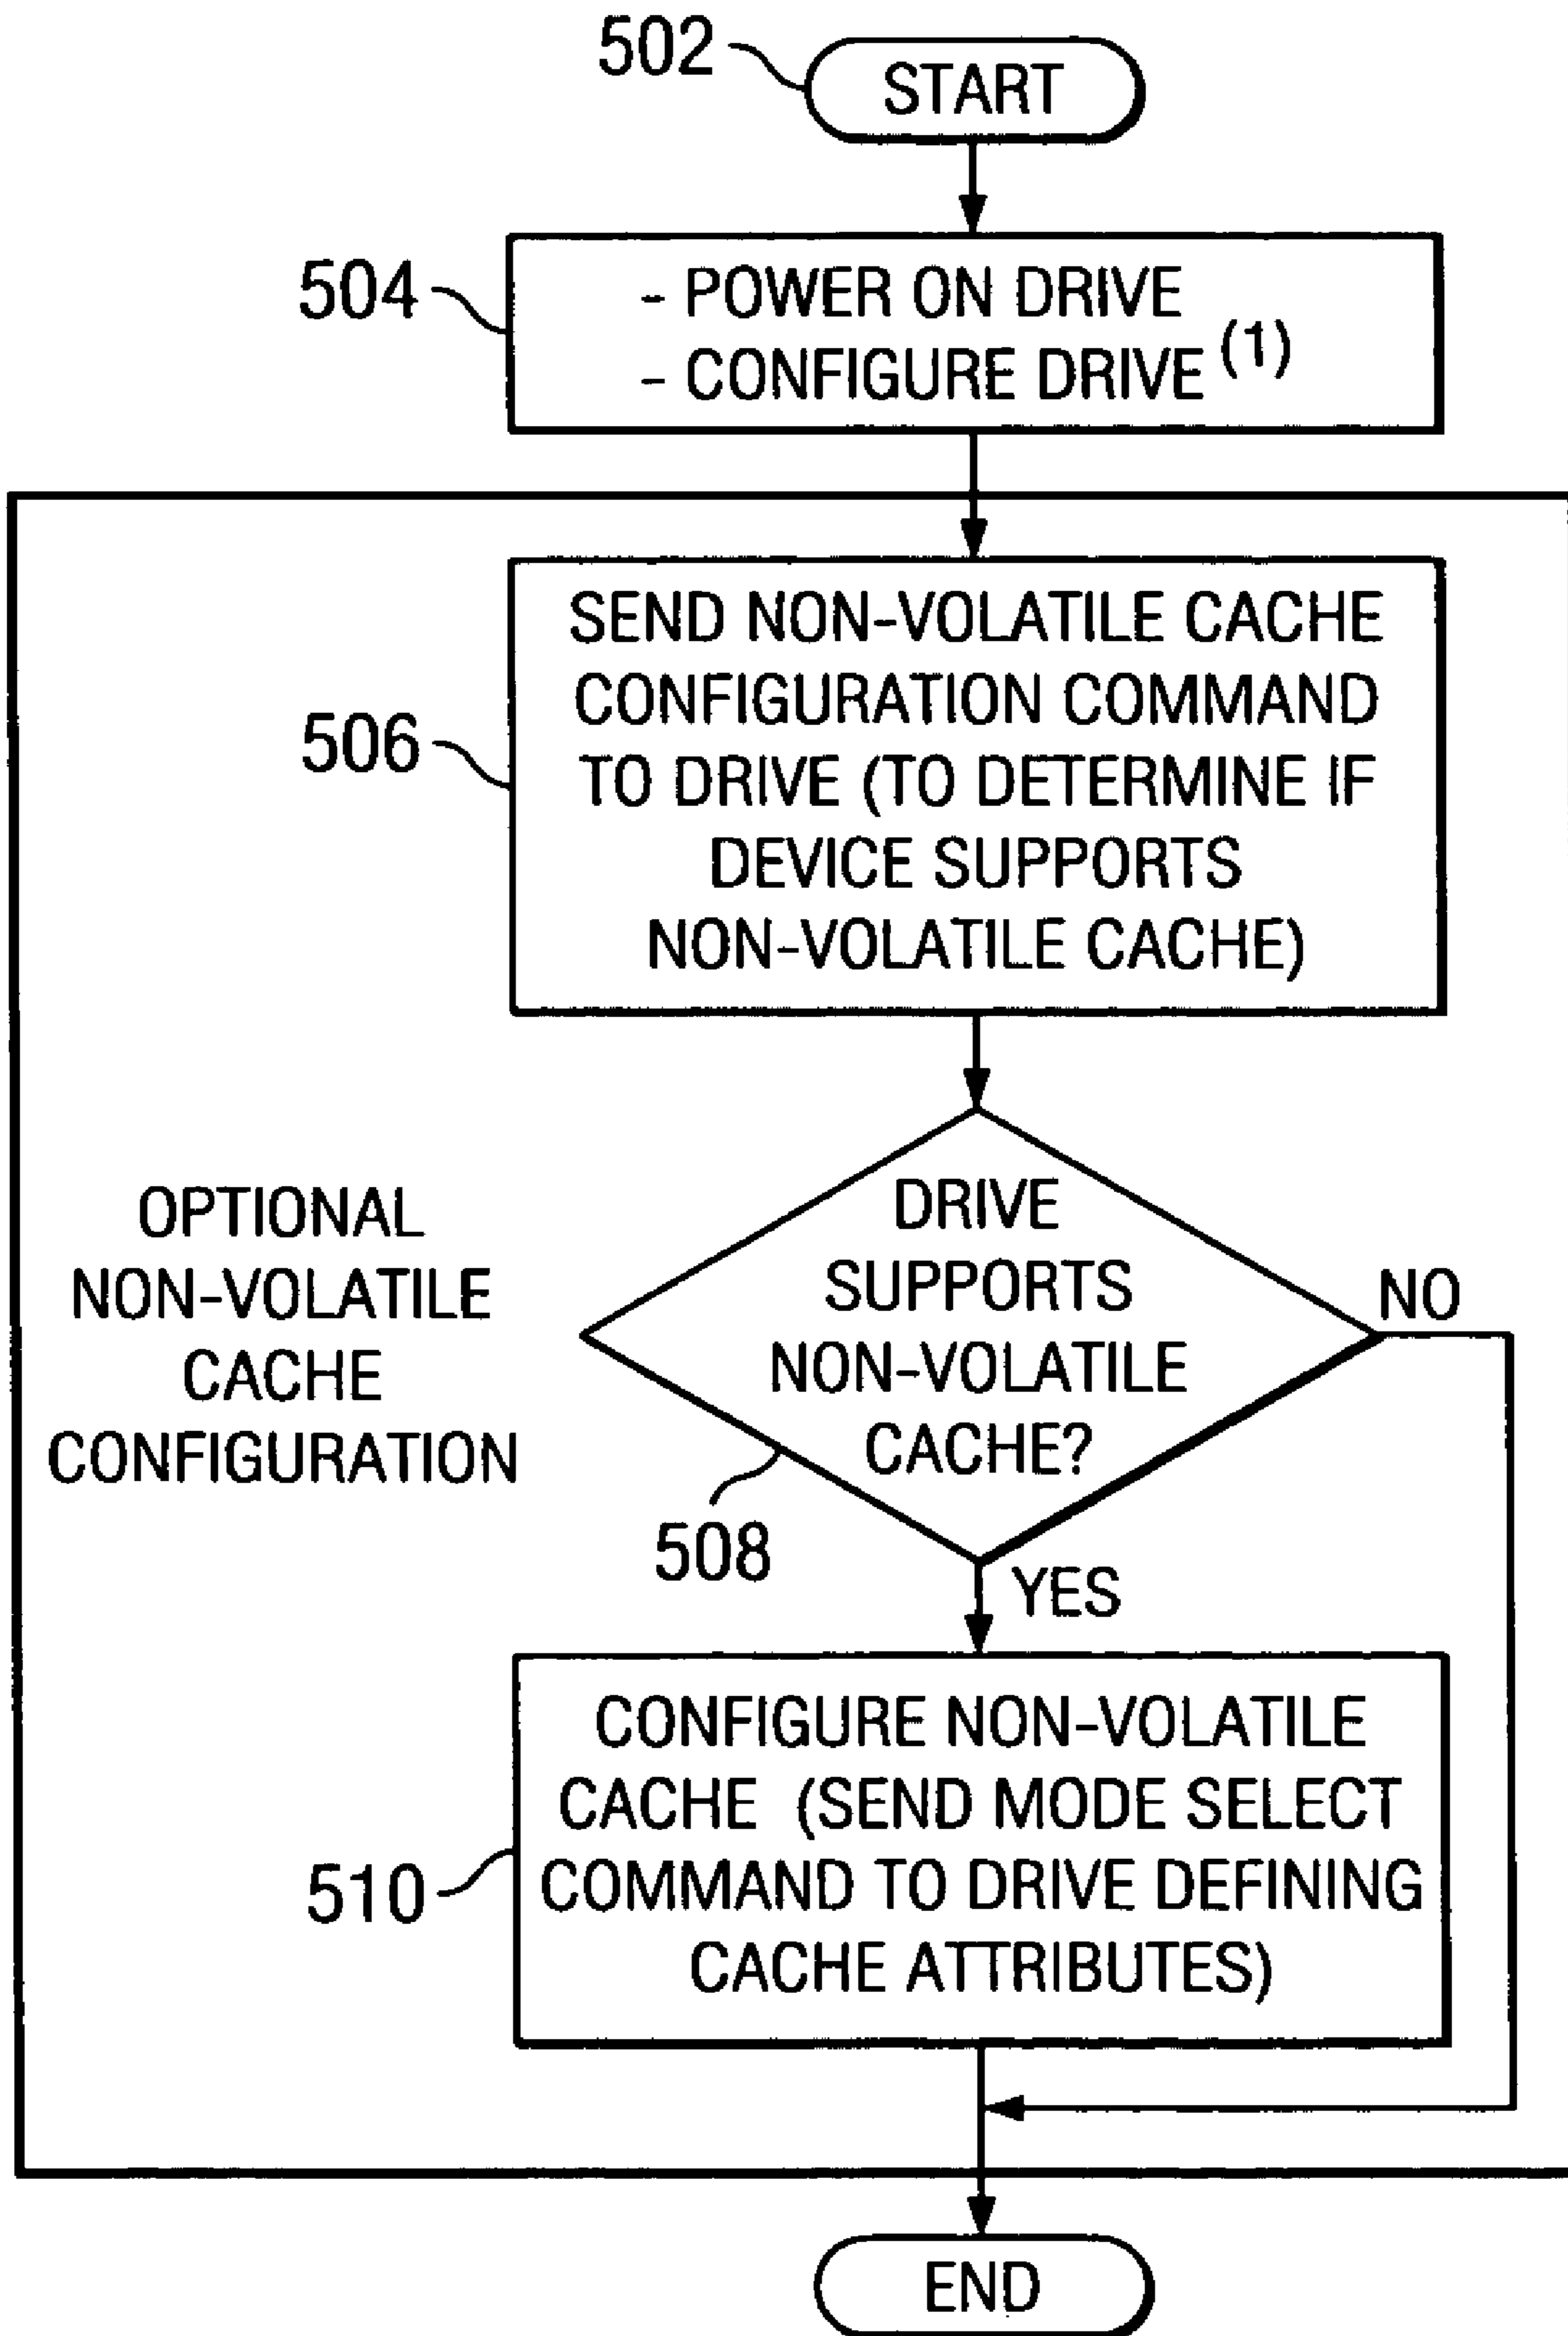 502
START
504
- POWER ON DRIVE
- CONFIGURE DRIVE (1)
506
SEND NON-VOLATILE CACHE
CONFIGURATION COMMAND
TO DRIVE (TO DETERMINE IF
DEVICE SUPPORTS
NON-VOLATILE CACHE)
OPTIONAL
NON-VOLATILE
CACHE
CONFIGURATION
DRIVE
SUPPORTS
NON-VOLATILE
CACHE?
NO
508
YES
510
CONFIGURE NON-VOLATILE
CACHE (SEND MODE SELECT
COMMAND TO DRIVE DEFINING
CACHE ATTRIBUTES)
END